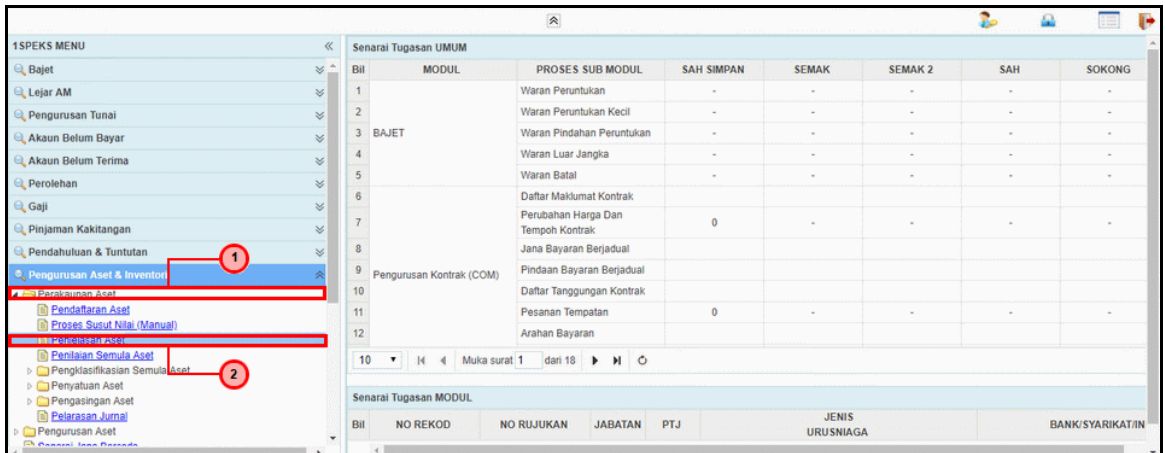 1SPEKS MENU
Bajet
Lejar AM
Pengurusan Tunai
Akaun Belum Bayar
Akaun Belum Terima
Perolehan
Gaji
Pinjaman Kakitangan
Pendahuluan & Tuntutan
Pengurusan Aset & Inventori
1
Perakaunan Aset
Pendaftaran Aset
Proses Susut Nilai (Manual)
Penjelasan Aset
Penilaian Semula Aset
Pengklasifikasian Semula Aset
2
Penyatuan Aset
Pengasingan Aset
Pelarasan Jurnal
Pengurusan Aset
Senarai Tugasan UMUM
Bil MODUL PROSES SUB MODUL SAH SIMPAN SEMAK SEMAK 2 SAH SOKONG
1 Waran Peruntukan - - - - -
2 Waran Peruntukan Kecil - - - - -
3 BAJET Waran Pindahan Peruntukan - - - - -
4 Waran Luar Jangka - - - - -
5 Waran Batal - - - - -
6 Daftar Maklumat Kontrak
7 Perubahan Harga Dan
Tempoh Kontrak 0 - - - -
8 Jana Bayaran Berjadual
9 Pengurusan Kontrak (COM) Pindaan Bayaran Berjadual
10 Daftar Tanggungan Kontrak
11 Pesanan Tempatan 0 - - - -
12 Arahan Bayaran
10 Muka surat 1 dari 18
Senarai Tugasan MODUL
Bil NO REKOD NO RUJUKAN JABATAN PTJ JENIS
URUSNIAGA BANK/SYARIKAT/IN